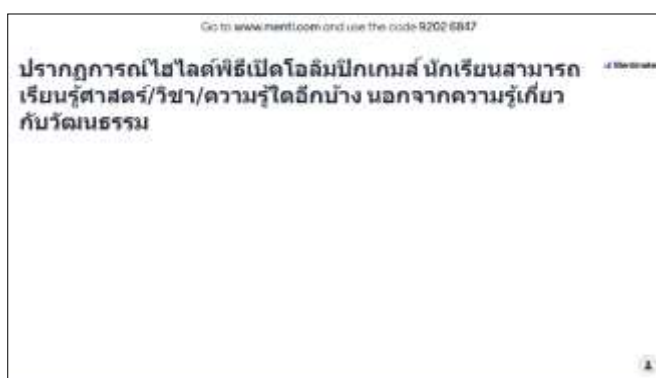 Go to www.menti.com and use the code 9202 6847
ปรากฏการณ์ไฮไลต์พิธีเปิดโอลิมปิกเกมส์ นักเรียนสามารถ
เรียนรู้ศาสตร์/วิชา/ความรู้ใดอีกบ้าง นอกจากความรู้เกี่ยว
กับวัฒนธรรม
Mentimeter